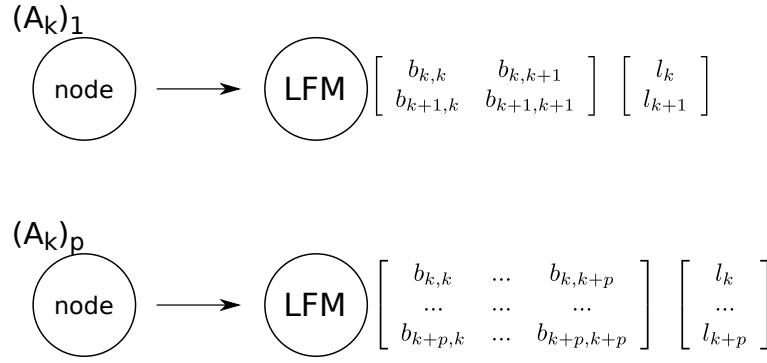 (A_k)_1
node LFM [ b_{k,k} b_{k,k+1} ] [ l_k ]
[ b_{k+1,k} b_{k+1,k+1} ] [ l_{k+1} ]
(A_k)_p
[ b_{k,k} ... b_{k,k+p} ] [ l_k ]
node LFM [ ... ... ... ] [ ... ]
[ b_{k+p,k} ... b_{k+p,k+p} ] [ l_{k+p} ]